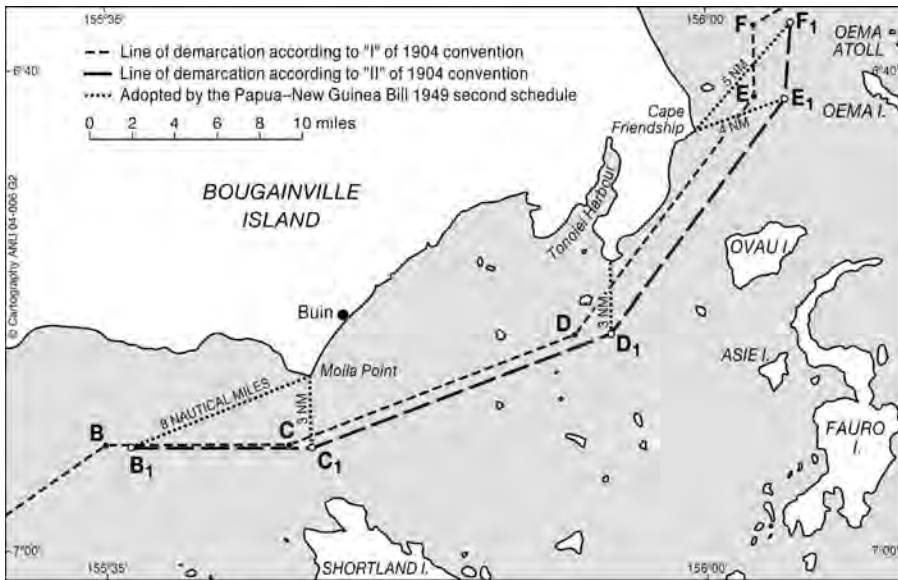 155°35'
156°00'
6°40'
Line of demarcation according to "I" of 1904 convention
Line of demarcation according to "II" of 1904 convention
Adopted by the Papua–New Guinea Bill 1949 second schedule
0 2 4 6 8 10 miles
F
F1
OEMA
ATOLL
6°40'
5 NM
E
E1
OEMA I.
Cape
Friendship
4 NM
BOUGAINVILLE
ISLAND
Tonolei Harbour
OVAU I.
© Cartography ANU 04-006 G2
Buin
3 NM
D
D1
Moila Point
ASIE I.
8 NAUTICAL MILES
3 NM
B
B1
C
C1
FAURO
I.
7°00'
155°35'
SHORTLAND I.
156°00'
7°00'